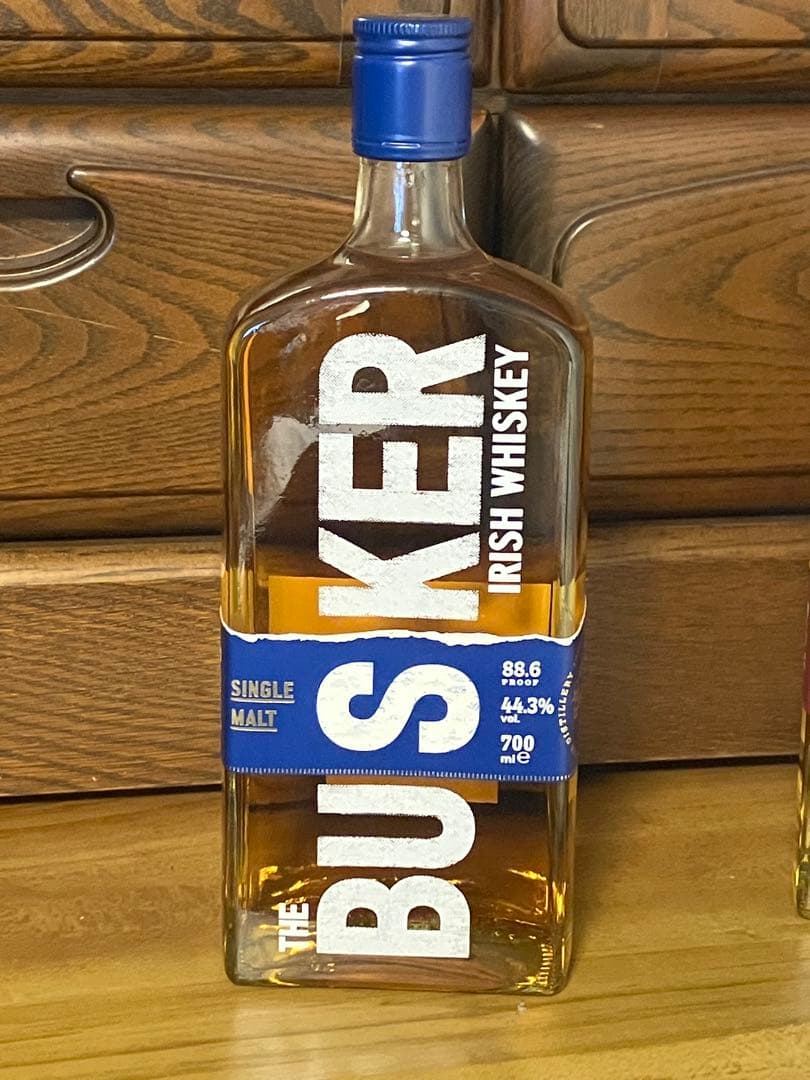 THE
BUSKER
IRISH WHISKEY
SINGLE
MALT
88.6
PROOF
44.3%
vol.
700
ml e
DISTILLERY